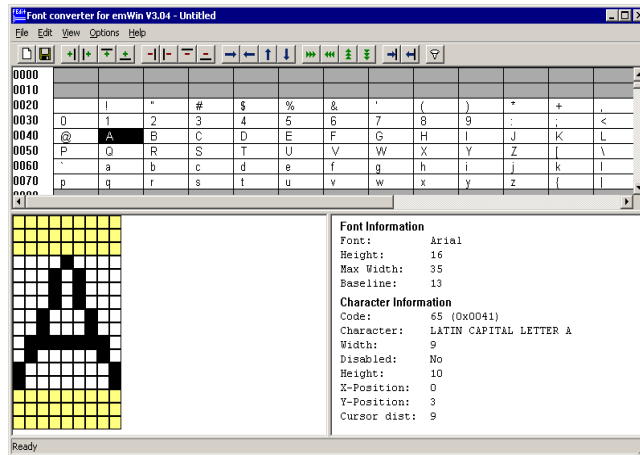 Font converter for emWin V3.04 - Untitled
File Edit View Options Help
0000
0010
0020 ! " # $ % & ' ( ) * + ,
0030 0 1 2 3 4 5 6 7 8 9 : ; <
0040 @ A B C D E F G H I J K L
0050 P Q R S T U V W X Y Z [ \
0060 ` a b c d e f g h i j k l
0070 p q r s t u v w x y z { |
Font Information
Font: Arial
Height: 16
Max Width: 35
Baseline: 13
Character Information
Code: 65 (0x0041)
Character: LATIN CAPITAL LETTER A
Width: 9
Disabled: No
Height: 10
X-Position: 0
Y-Position: 3
Cursor dist: 9
Ready